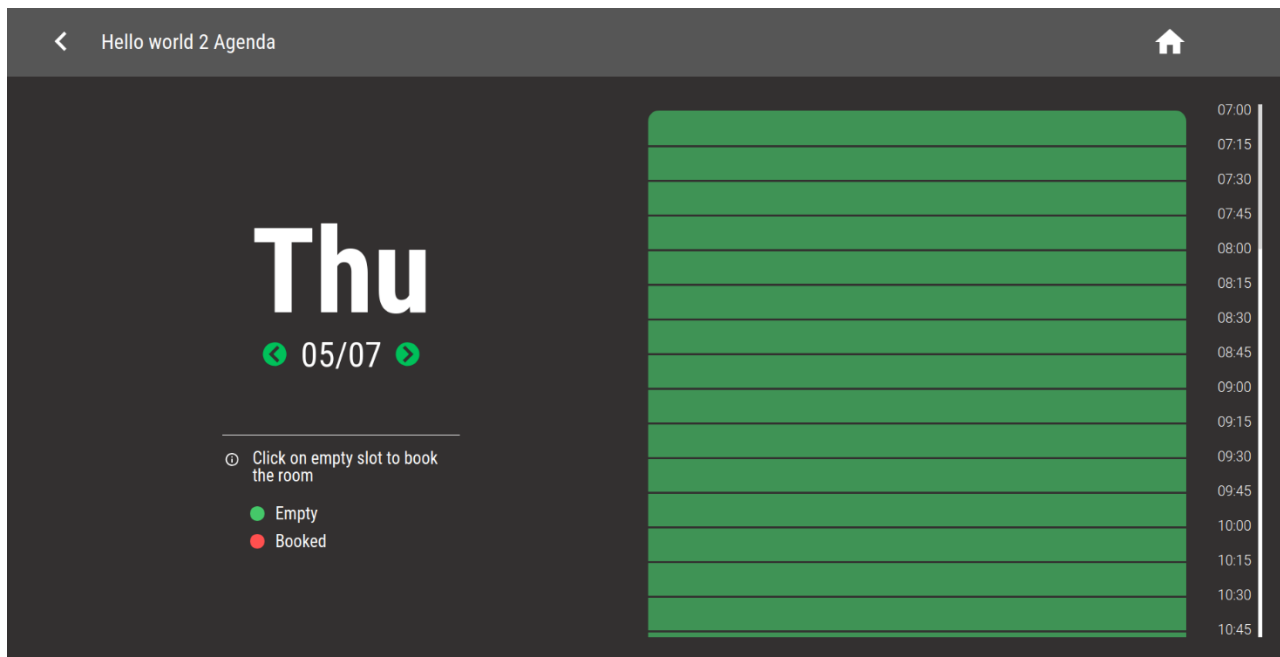 Hello world 2 Agenda
Thu
05/07
Click on empty slot to book
the room
Empty
Booked
07:00
07:15
07:30
07:45
08:00
08:15
08:30
08:45
09:00
09:15
09:30
09:45
10:00
10:15
10:30
10:45